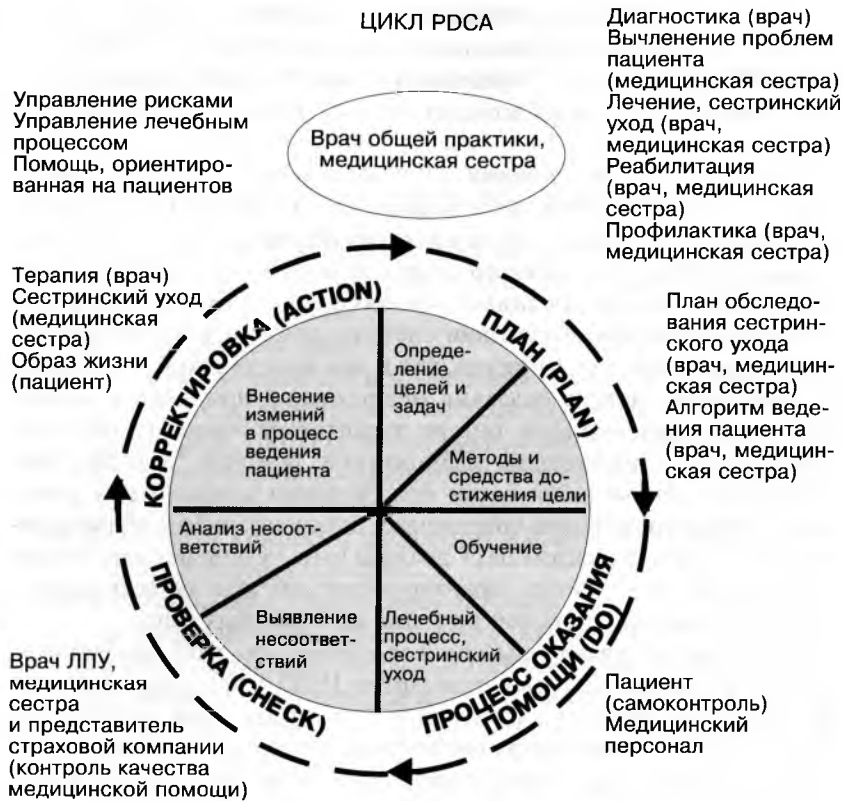 ЦИКЛ PDCA
Диагностика (врач)
Вычленение проблем
пациента
(медицинская сестра)
Лечение, сестринский
уход (врач,
медицинская сестра)
Реабилитация
(врач, медицинская
сестра)
Профилактика (врач,
медицинская сестра)
Управление рисками
Управление лечебным
процессом
Помощь, ориентиро-
ванная на пациентов
Врач общей практики,
медицинская сестра
Терапия (врач)
Сестринский уход
(медицинская
сестра)
Образ жизни
(пациент)
План обследо-
вания сестрин-
ского ухода
(врач, медицин-
ская сестра)
Алгоритм веде-
ния пациента
(врач, медицин-
ская сестра)
КОРРЕКТИРОВКА (ACTION)
ПЛАН (PLAN)
Опреде-
ление
целей и
задач
Внесение
измений
в процесс
ведения
пациента
Методы и
средства до-
стижения цели
Анализ несоот-
ветствий
Обучение
Выявление
несоответ-
ствий
Лечебный
процесс,
сестринский
уход
ПРОВЕРКА (CHECK)
ПРОЦЕСС ОКАЗАНИЯ
ПОМОЩИ (DO)
Врач ЛПУ,
медицинская
сестра
и представитель
страховой компании
(контроль качества
медицинской помощи)
Пациент
(самоконтроль)
Медицинский
персонал